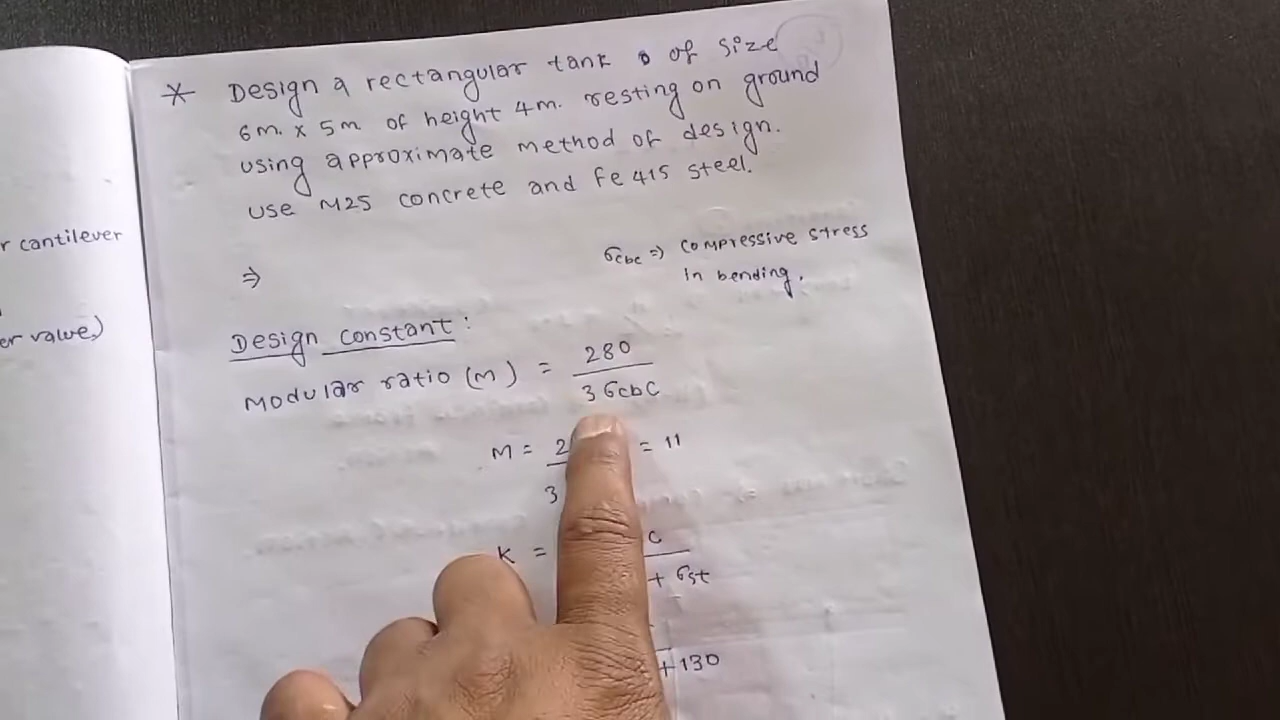 r cantilever
er value)
* Design a rectangular tank of size
6m. x 5m of height 4m. resting on ground
using approximate method of design.
use M25 concrete and Fe 415 steel.
⇒
σcbc ⇒ compressive stress
in bending.
Design constant:
Modular ratio (m) = 280
3 σcbc
m = 2 = 11
3
K = c
+ σst
+130